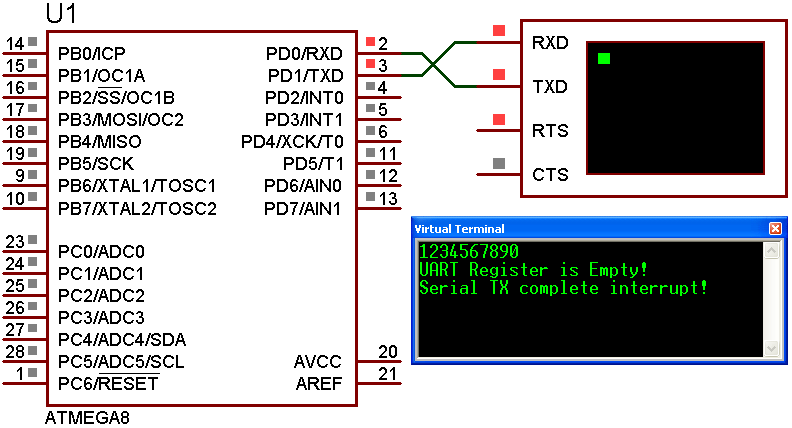 U1
14 PB0/ICP PD0/RXD 2
15 PB1/OC1A PD1/TXD 3
16 PB2/SS/OC1B PD2/INT0 4
17 PB3/MOSI/OC2 PD3/INT1 5
18 PB4/MISO PD4/XCK/T0 6
19 PB5/SCK PD5/T1 11
9 PB6/XTAL1/TOSC1 PD6/AIN0 12
10 PB7/XTAL2/TOSC2 PD7/AIN1 13
23 PC0/ADC0
24 PC1/ADC1
25 PC2/ADC2
26 PC3/ADC3
27 PC4/ADC4/SDA
28 PC5/ADC5/SCL AVCC 20
1 PC6/RESET AREF 21
ATMEGA8
RXD
TXD
RTS
CTS
Virtual Terminal
1234567890
UART Register is Empty!
Serial TX complete interrupt!